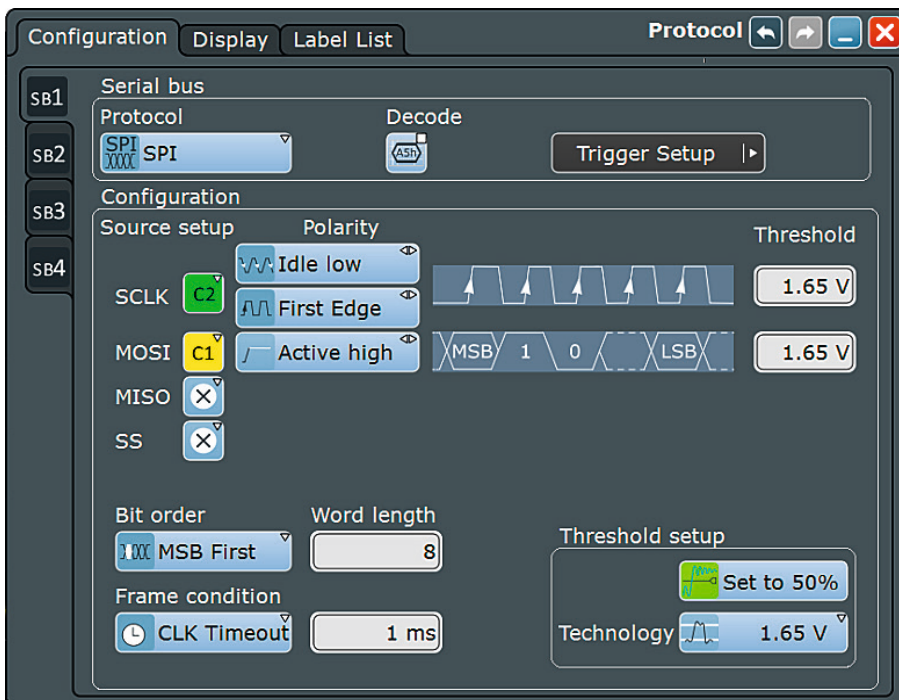 Configuration Display Label List Protocol
SB1
Serial bus
Protocol Decode
SPI SPI ASh Trigger Setup
SB2
Configuration
SB3
Source setup Polarity Threshold
Idle low
SB4
SCLK C2 1.65 V
First Edge
MOSI C1 Active high MSB 1 0 LSB 1.65 V
MISO
SS
Bit order Word length
MSB First 8
Threshold setup
Set to 50%
Frame condition
CLK Timeout 1 ms
Technology 1.65 V